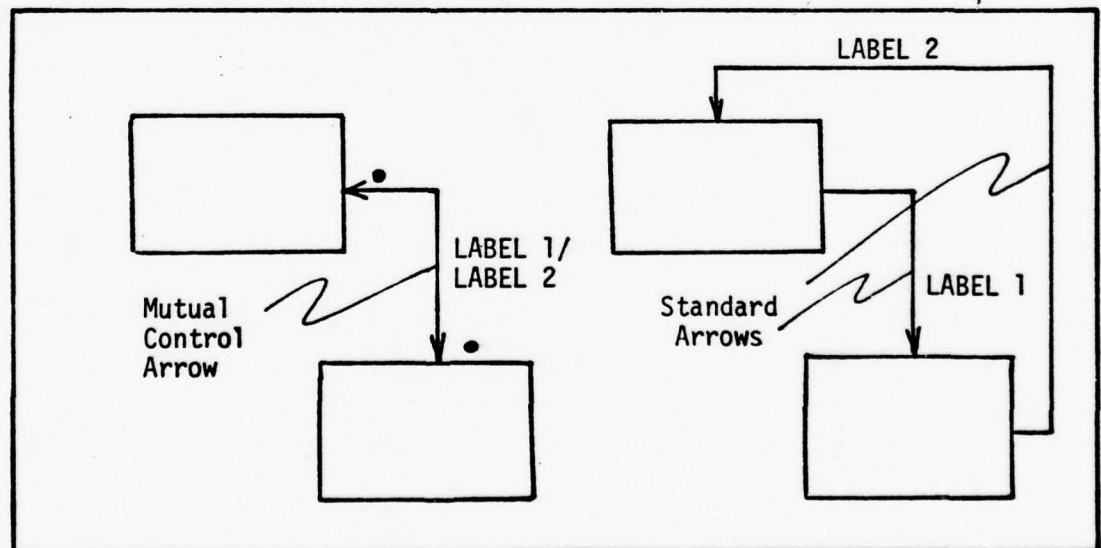 LABEL 2
LABEL 1/
LABEL 2
Mutual
Control
Arrow
Standard
Arrows
LABEL 1